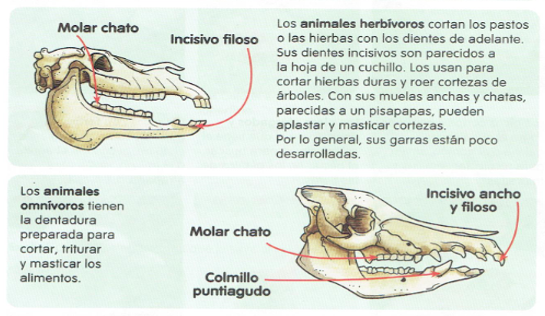 Molar chato
Incisivo filoso
Los animales herbívoros cortan los pastos
o las hierbas con los dientes de adelante.
Sus dientes incisivos son parecidos a
la hoja de un cuchillo. Los usan para
cortar hierbas duras y roer cortezas de
árboles. Con sus muelas anchas y chatas,
parecidas a un pisapapas, pueden
aplastar y masticar cortezas.
Por lo general, sus garras están poco
desarrolladas.
Los animales
omnívoros tienen
la dentadura
preparada para
cortar, triturar
y masticar los
alimentos.
Molar chato
Colmillo
puntiagudo
Incisivo ancho
y filoso